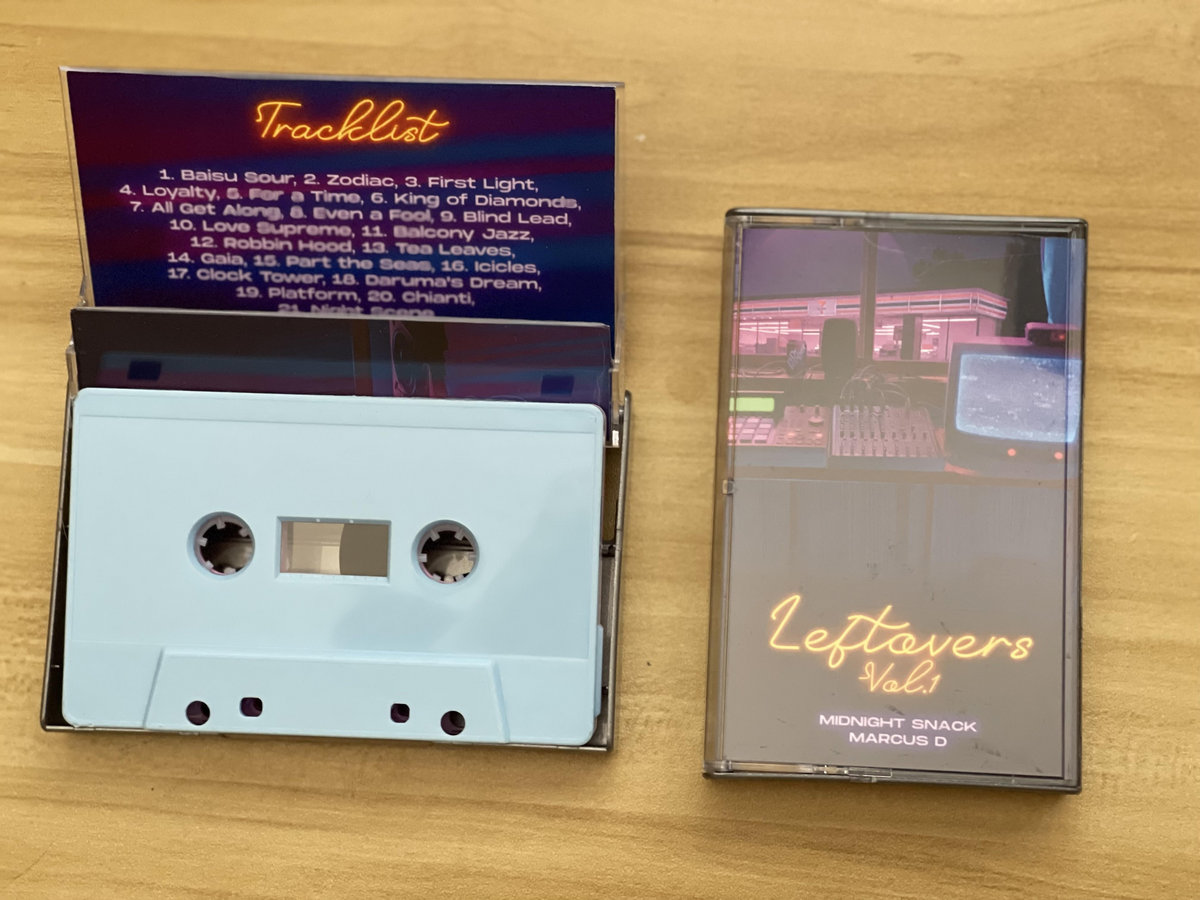 Tracklist
1. Baisu Sour, 2. Zodiac, 3. First Light,
4. Loyalty, 5. For a Time, 6. King of Diamonds,
7. All Get Along, 8. Even a Fool, 9. Blind Lead,
10. Love Supreme, 11. Balcony Jazz,
12. Robbin Hood, 13. Tea Leaves,
14. Gaia, 15. Part the Seas, 16. Icicles,
17. Clock Tower, 18. Daruma's Dream,
19. Platform, 20. Chianti,
21. Night Scene
Leftovers
Vol.1
MIDNIGHT SNACK
MARCUS D